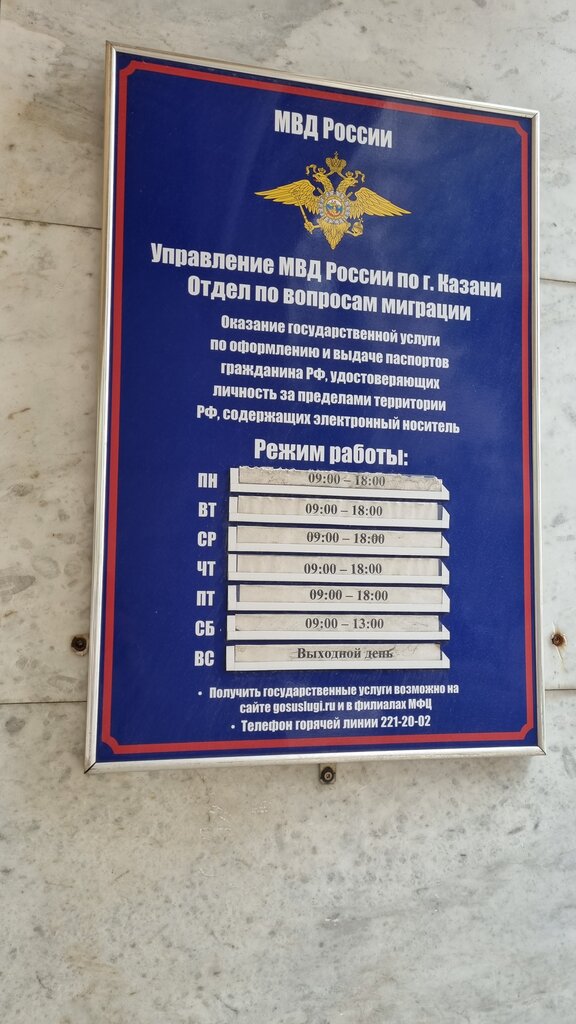 МВД России
Управление МВД России по г. Казани
Отдел по вопросам миграции
Оказание государственной услуги
по оформлению и выдаче паспортов
гражданина РФ, удостоверяющих
личность за пределами территории
РФ, содержащих электронный носитель
Режим работы:
ПН 09:00 – 18:00
ВТ 09:00 – 18:00
СР 09:00 – 18:00
ЧТ 09:00 – 18:00
ПТ 09:00 – 18:00
СБ 09:00 – 13:00
ВС Выходной день
• Получить государственные услуги возможно на
сайте gosuslugi.ru и в филиалах МФЦ
• Телефон горячей линии 221-20-02